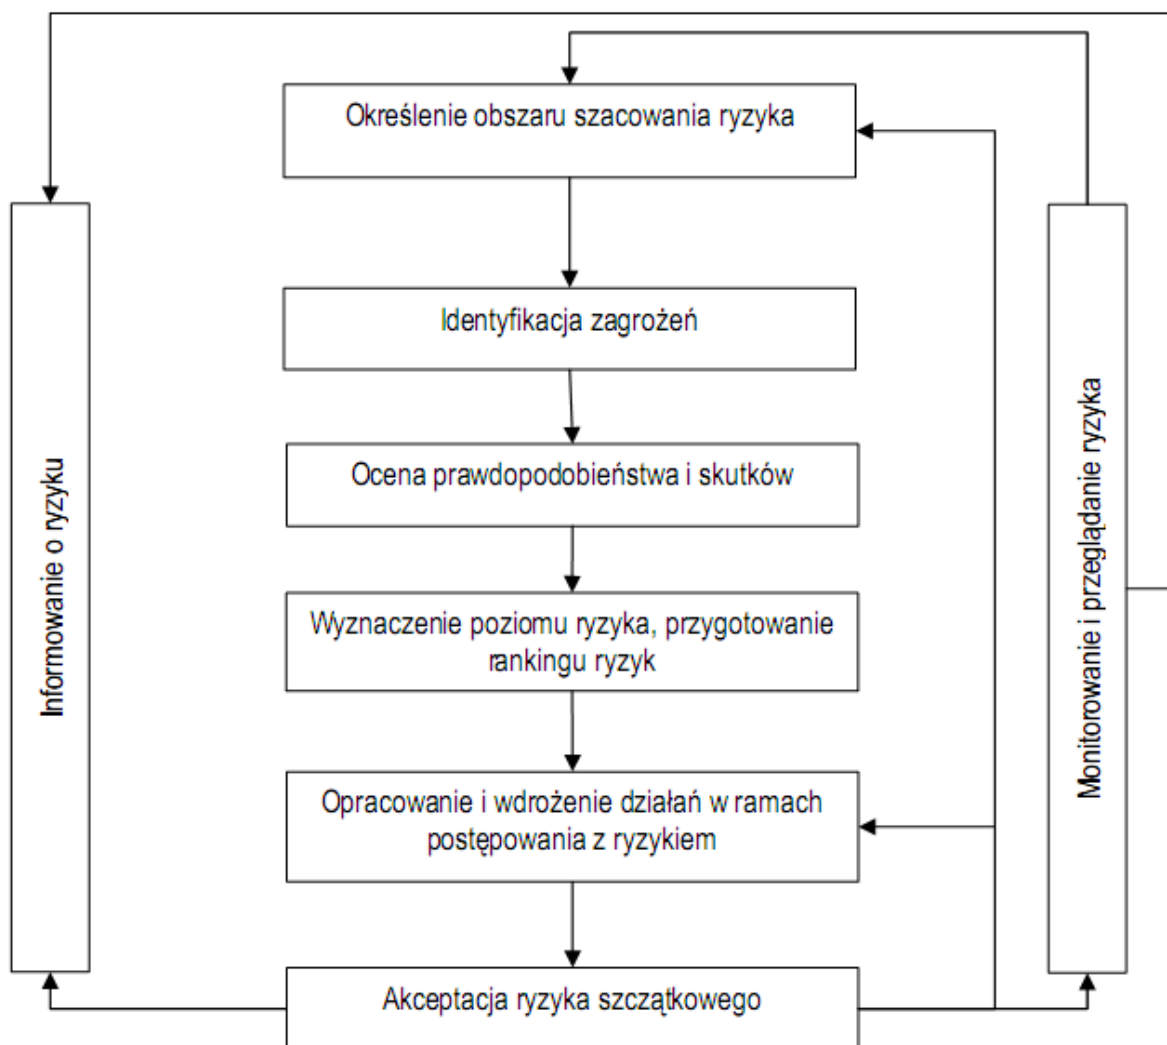 Określenie obszaru szacowania ryzyka
Identyfikacja zagrożeń
Ocena prawdopodobieństwa i skutków
Wyznaczenie poziomu ryzyka, przygotowanie
rankingu ryzyk
Opracowanie i wdrożenie działań w ramach
postępowania z ryzykiem
Akceptacja ryzyka szczątkowego
Informowanie o ryzyku
Monitorowanie i przeglądanie ryzyka